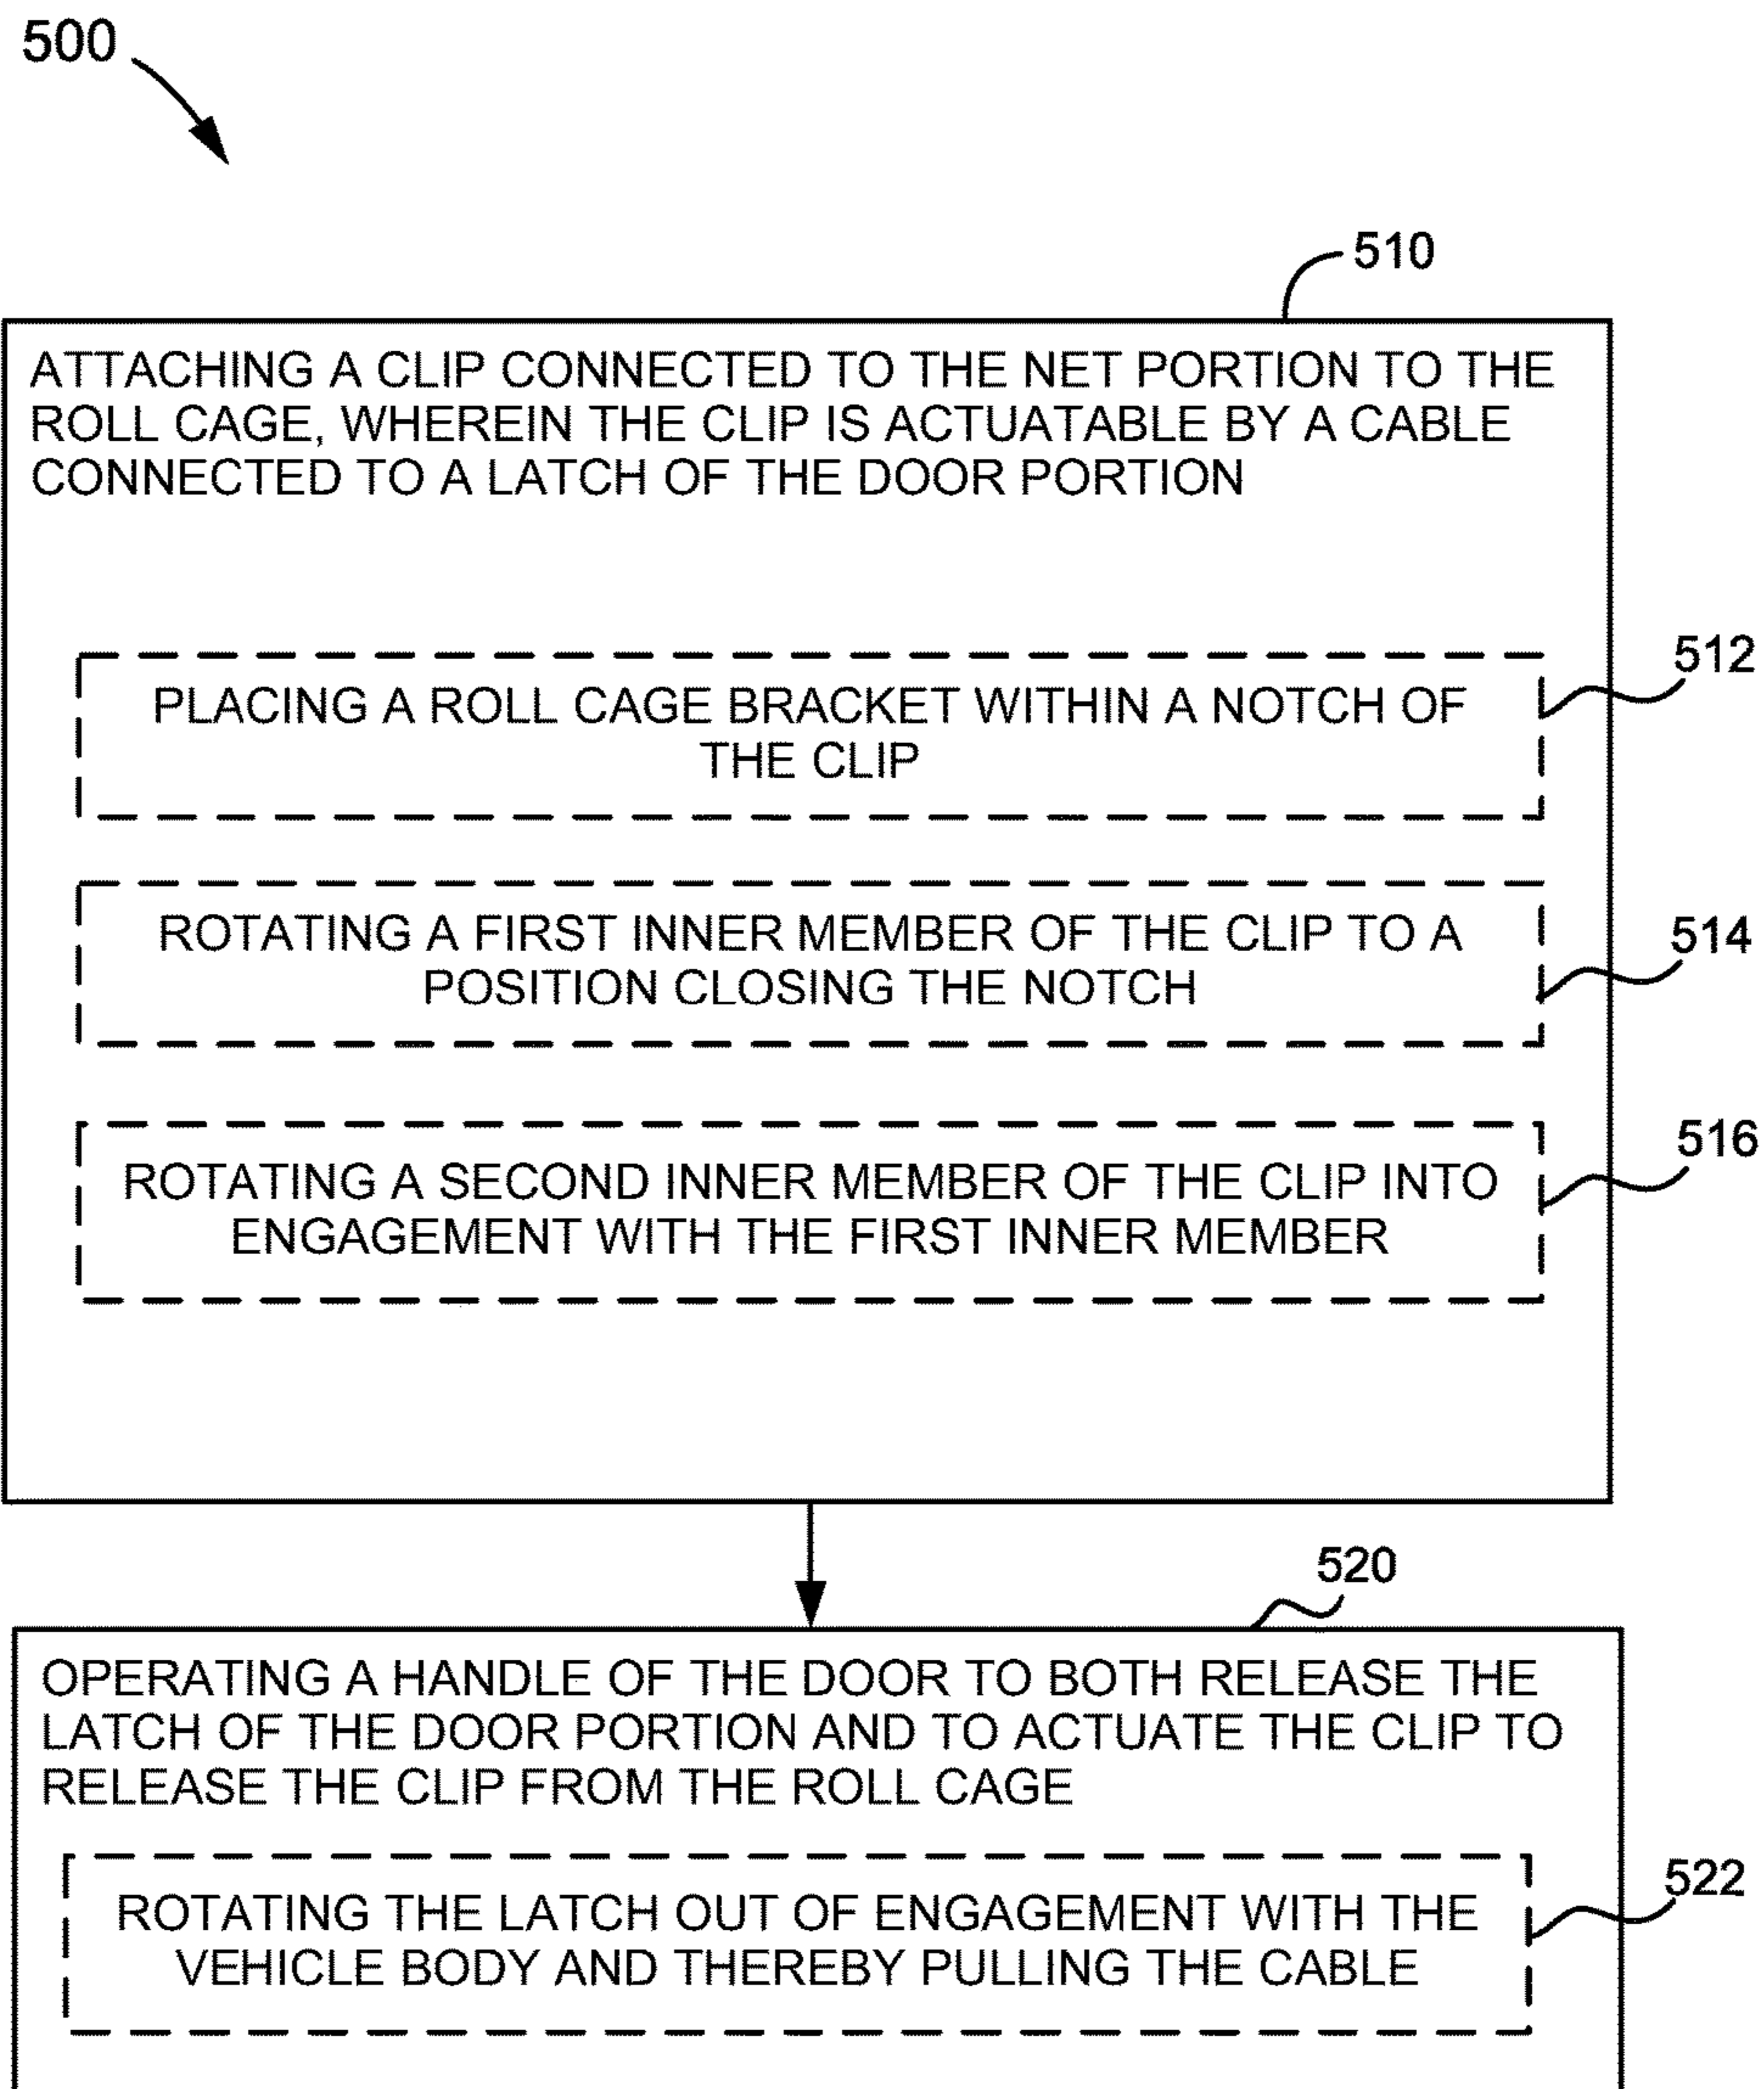 500
510
ATTACHING A CLIP CONNECTED TO THE NET PORTION TO THE
ROLL CAGE, WHEREIN THE CLIP IS ACTUATABLE BY A CABLE
CONNECTED TO A LATCH OF THE DOOR PORTION
512
PLACING A ROLL CAGE BRACKET WITHIN A NOTCH OF
THE CLIP
514
ROTATING A FIRST INNER MEMBER OF THE CLIP TO A
POSITION CLOSING THE NOTCH
516
ROTATING A SECOND INNER MEMBER OF THE CLIP INTO
ENGAGEMENT WITH THE FIRST INNER MEMBER
520
OPERATING A HANDLE OF THE DOOR TO BOTH RELEASE THE
LATCH OF THE DOOR PORTION AND TO ACTUATE THE CLIP TO
RELEASE THE CLIP FROM THE ROLL CAGE
522
ROTATING THE LATCH OUT OF ENGAGEMENT WITH THE
VEHICLE BODY AND THEREBY PULLING THE CABLE